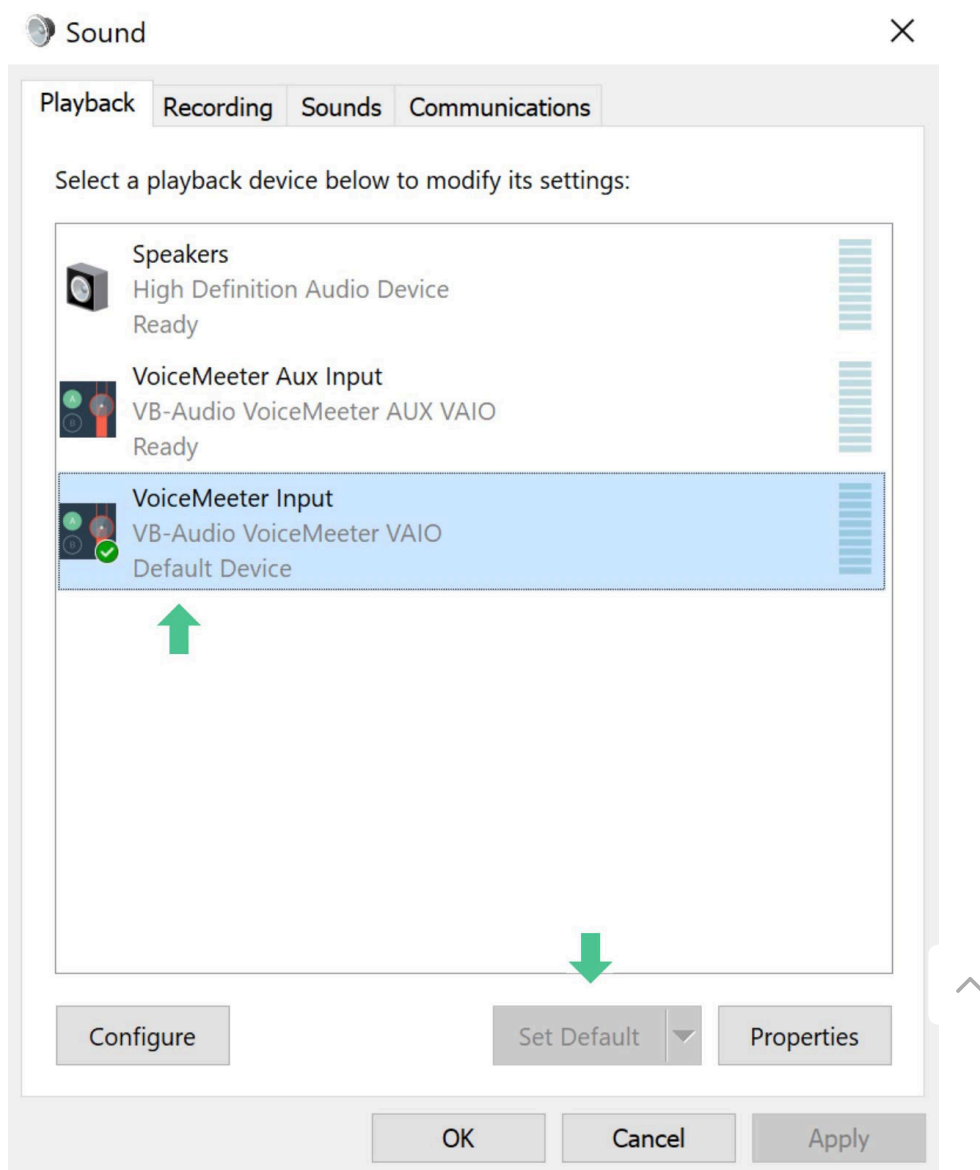 Sound
Playback Recording Sounds Communications
Select a playback device below to modify its settings:
Speakers
High Definition Audio Device
Ready
VoiceMeeter Aux Input
VB-Audio VoiceMeeter AUX VAIO
Ready
VoiceMeeter Input
VB-Audio VoiceMeeter VAIO
Default Device
Configure Set Default Properties
OK Cancel Apply